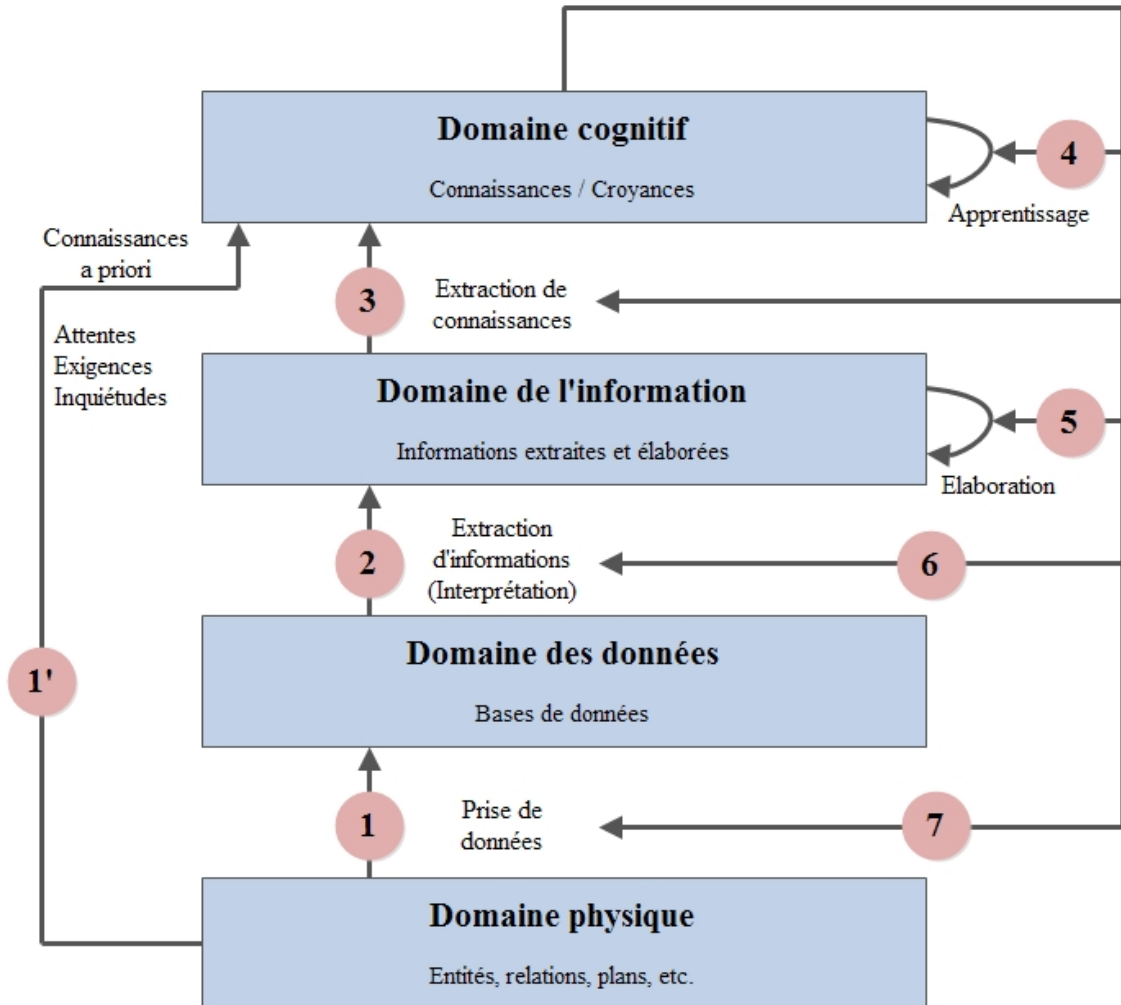 Domaine cognitif
Connaissances / Croyances
4
Apprentissage
Connaissances
a priori
3
Extraction de
connaissances
Attentes
Exigences
Inquiétudes
Domaine de l'information
Informations extraites et élaborées
5
Elaboration
2
Extraction
d'informations
(Interprétation)
6
Domaine des données
Bases de données
1'
1
Prise de
données
7
Domaine physique
Entités, relations, plans, etc.